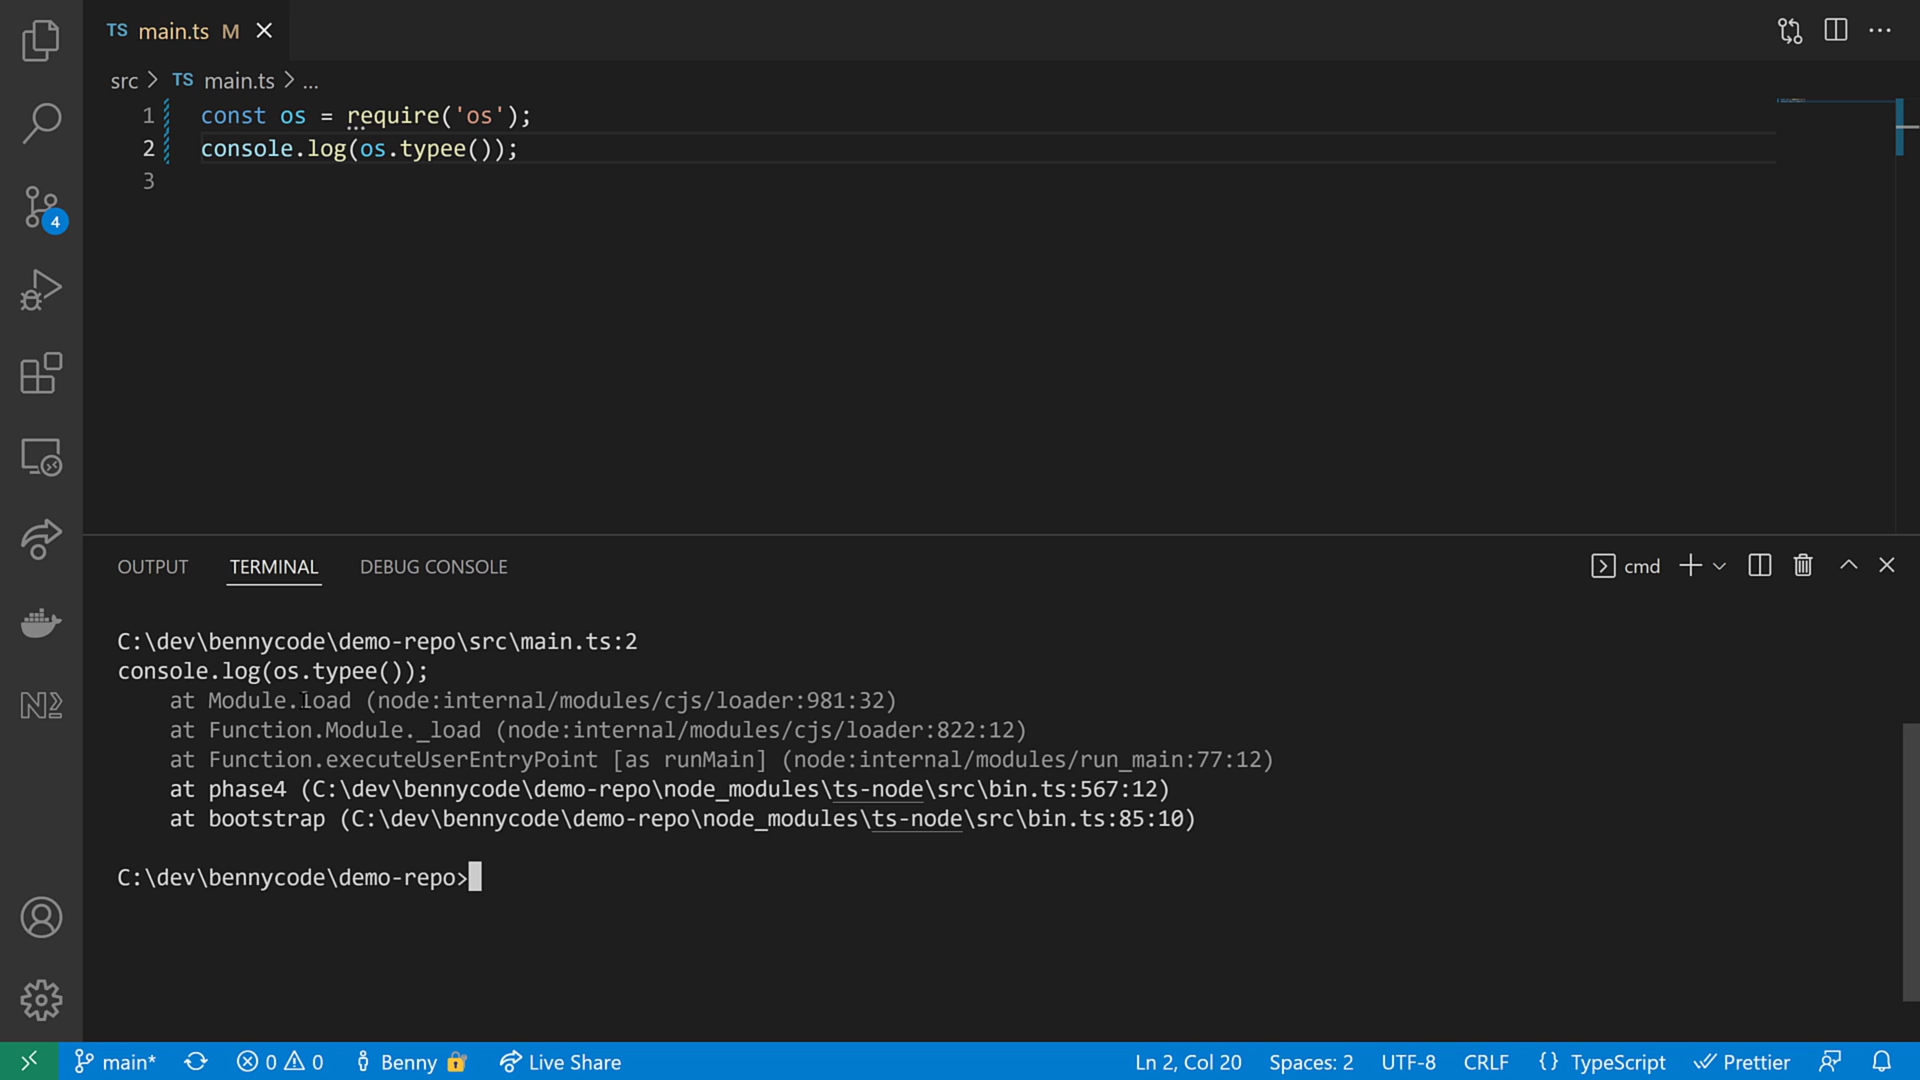 TS main.ts M
src > TS main.ts > ...
1 const os = require('os');
2 console.log(os.typee());
3
4
OUTPUT TERMINAL DEBUG CONSOLE cmd
C:\dev\bennycode\demo-repo\src\main.ts:2
console.log(os.typee());
at Module.load (node:internal/modules/cjs/loader:981:32)
at Function.Module._load (node:internal/modules/cjs/loader:822:12)
at Function.executeUserEntryPoint [as runMain] (node:internal/modules/run_main:77:12)
at phase4 (C:\dev\bennycode\demo-repo\node_modules\ts-node\src\bin.ts:567:12)
at bootstrap (C:\dev\bennycode\demo-repo\node_modules\ts-node\src\bin.ts:85:10)
C:\dev\bennycode\demo-repo>
N
main* 0 0 Benny Live Share Ln 2, Col 20 Spaces: 2 UTF-8 CRLF {} TypeScript Prettier